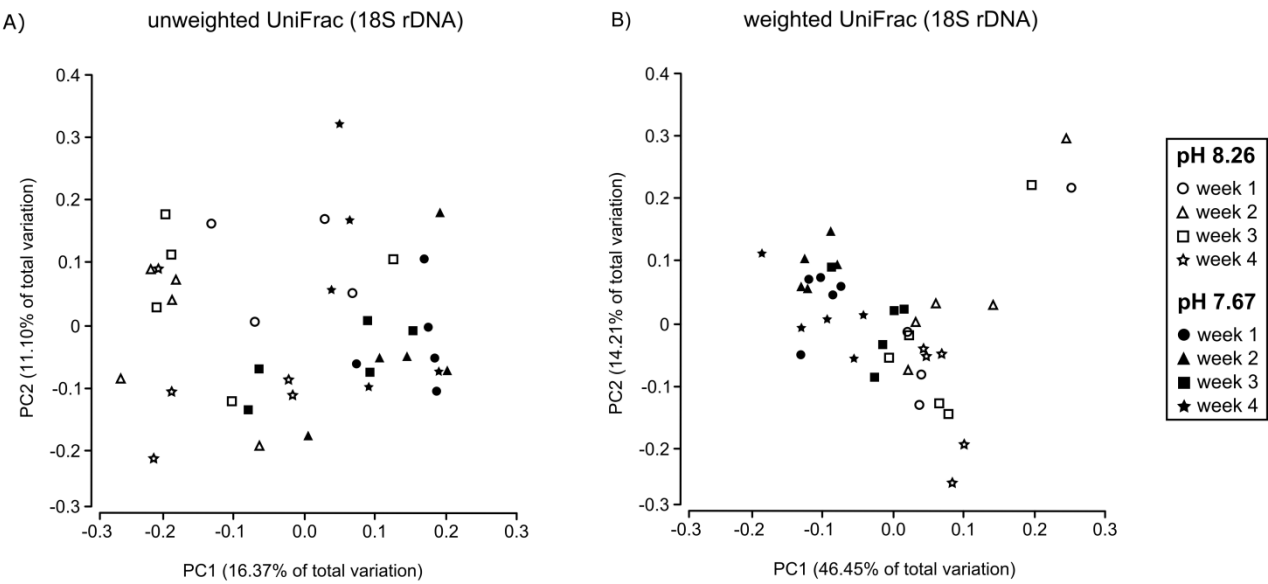 A)
unweighted UniFrac (18S rDNA)
0.4
0.3
0.2
0.1
0
-0.1
-0.2
-0.3
PC2 (11.10% of total variation)
-0.3
-0.2
-0.1
0.0
0.1
0.2
0.3
PC1 (16.37% of total variation)
B)
weighted UniFrac (18S rDNA)
0.4
0.3
0.2
0.1
0
-0.1
-0.2
-0.3
PC2 (14.21% of total variation)
-0.3
-0.2
-0.1
0.0
0.1
0.2
0.3
PC1 (46.45% of total variation)
pH 8.26
week 1
week 2
week 3
week 4
pH 7.67
week 1
week 2
week 3
week 4